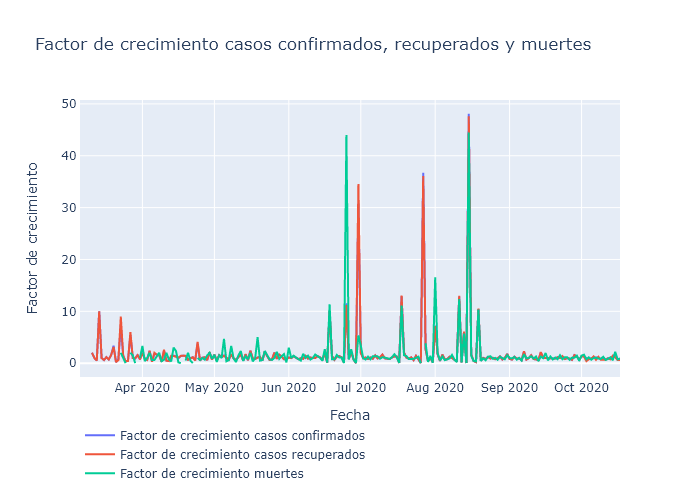 Factor de crecimiento casos confirmados, recuperados y muertes
Factor de crecimiento
50
40
30
20
10
0
Apr 2020 May 2020 Jun 2020 Jul 2020 Aug 2020 Sep 2020 Oct 2020
Fecha
Factor de crecimiento casos confirmados
Factor de crecimiento casos recuperados
Factor de crecimiento muertes